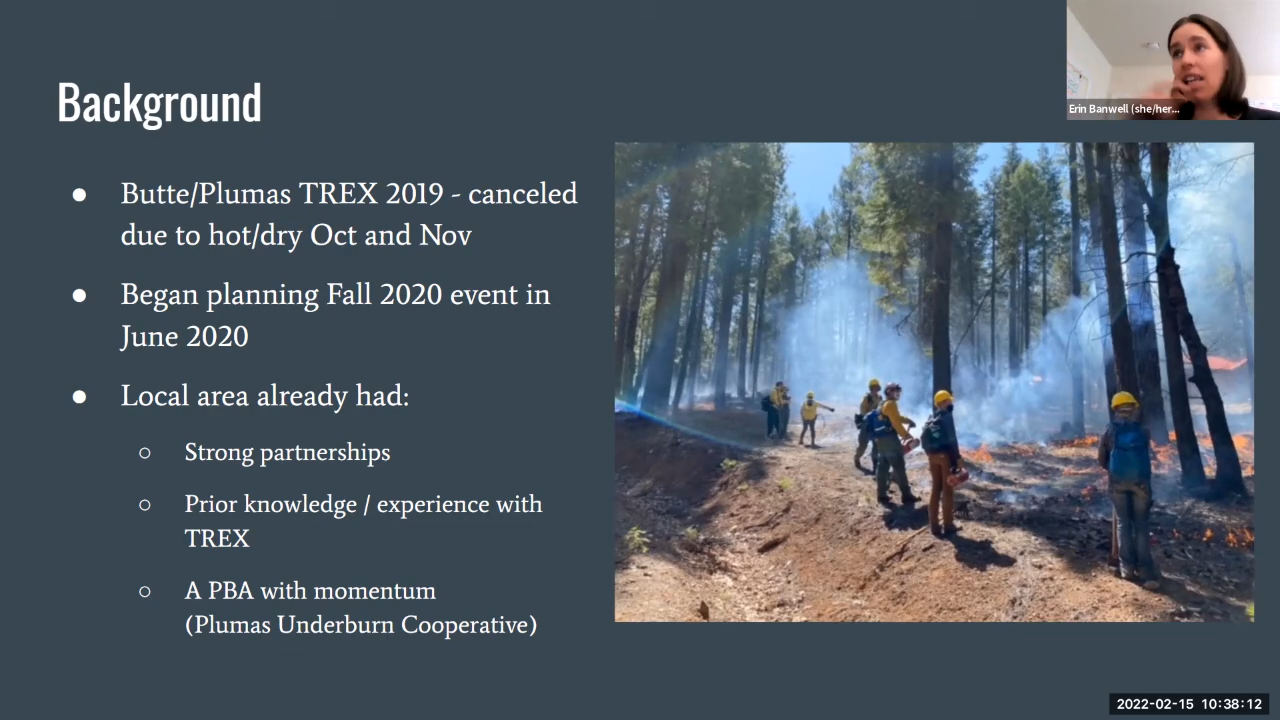 Background
Erin Banwell (she/her...
● Butte/Plumas TREX 2019 - canceled
due to hot/dry Oct and Nov
● Began planning Fall 2020 event in
June 2020
● Local area already had:
○ Strong partnerships
○ Prior knowledge / experience with
TREX
○ A PBA with momentum
(Plumas Underburn Cooperative)
2022-02-15 10:38:12